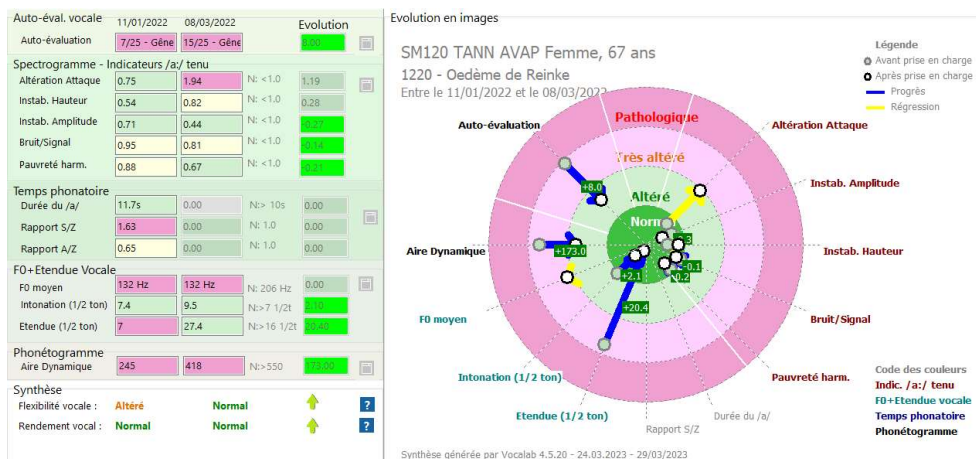 Auto-éval. vocale 11/01/2022 08/03/2022 Evolution
Auto-évaluation 7/25 - Gêne 15/25 - Gêne 8.00
Spectrogramme - Indicateurs /a:/ tenu
Altération Attaque 0.75 1.94 N: <1.0 1.19
Instab. Hauteur 0.54 0.82 N: <1.0 0.28
Instab. Amplitude 0.71 0.44 N: <1.0 -0.27
Bruit/Signal 0.95 0.81 N: <1.0 -0.14
Pauvreté harm. 0.88 0.67 N: <1.0 -0.21
Temps phonatoire
Durée du /a/ 11.7s 0.00 N:> 10s 0.00
Rapport S/Z 1.63 0.00 N: 1.0 0.00
Rapport A/Z 0.65 0.00 N: 1.0 0.00
F0+Etendue Vocale
F0 moyen 132 Hz 132 Hz N: 206 Hz 0.00
Intonation (1/2 ton) 7.4 9.5 N:>7 1/2t 2.10
Etendue (1/2 ton) 7 27.4 N:>16 1/2t 20.40
Phonétogramme
Aire Dynamique 245 418 N:>550 173.00
Synthèse
Flexibilité vocale : Altéré Normal ?
Rendement vocal : Normal Normal ?
Evolution en images
SM120 TANN AVAP Femme, 67 ans
1220 - Oedème de Reinke
Entre le 11/01/2022 et le 08/03/2022
Légende
Avant prise en charge
Après prise en charge
Progrès
Régression
Pathologique
Très altéré
Altéré
Norm
Auto-évaluation
Altération Attaque
Instab. Amplitude
Instab. Hauteur
Bruit/Signal
Pauvreté harm.
Durée du /a/
Rapport S/Z
Etendue (1/2 ton)
Intonation (1/2 ton)
F0 moyen
Aire Dynamique
+8.0
+173.0
+2.1
+20.4
-0.1
-0.2
Code des couleurs
Indic. /a:/ tenu
F0+Etendue vocale
Temps phonatoire
Phonétogramme
Synthèse générée par Vocalab 4.5.20 - 24.03.2023 - 29/03/2023